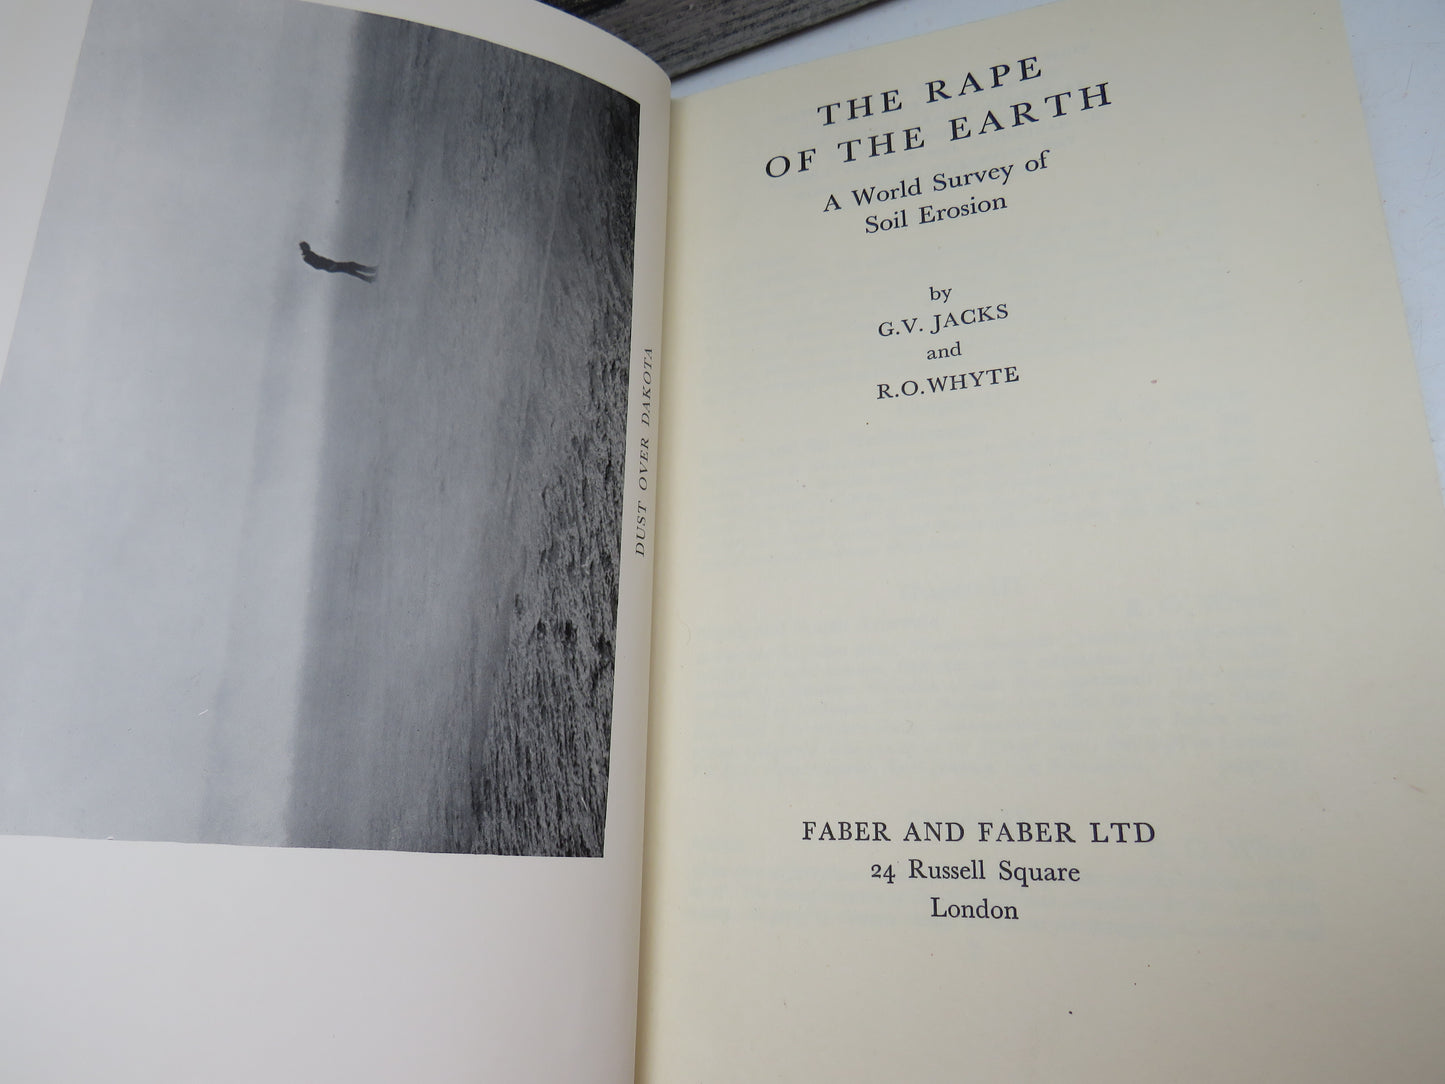 DUST OVER DAKOTA
THE RAPE
OF THE EARTH
A World Survey of
Soil Erosion
by
G.V. JACKS
and
R.O.WHYTE
FABER AND FABER LTD
24 Russell Square
London